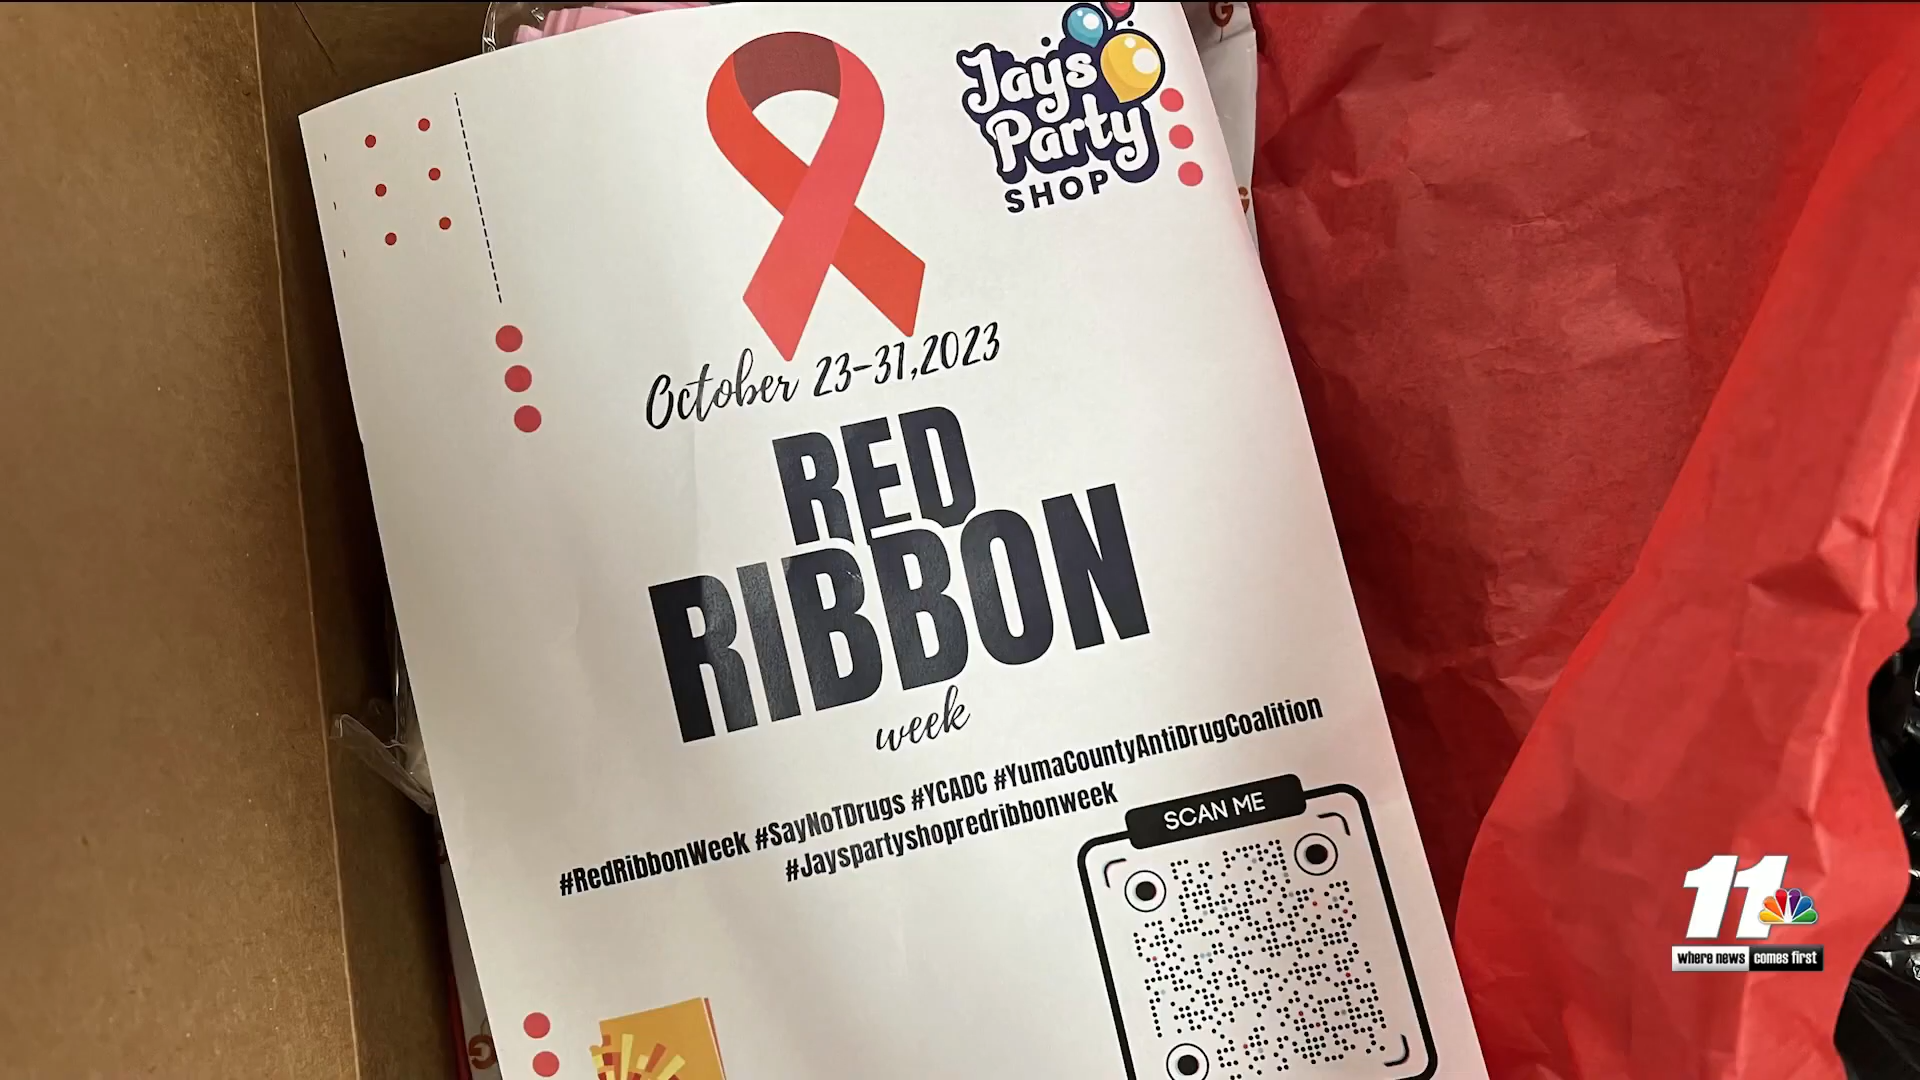 Jays
Party
SHOP
October 23-31,2023
RED
RIBBON
week
#RedRibbonWeek #SayNoTDrugs #YCADC #YumaCountyAntiDrugCoalition
#Jayspartyshopredribbonweek
SCAN ME
11
where news comes first